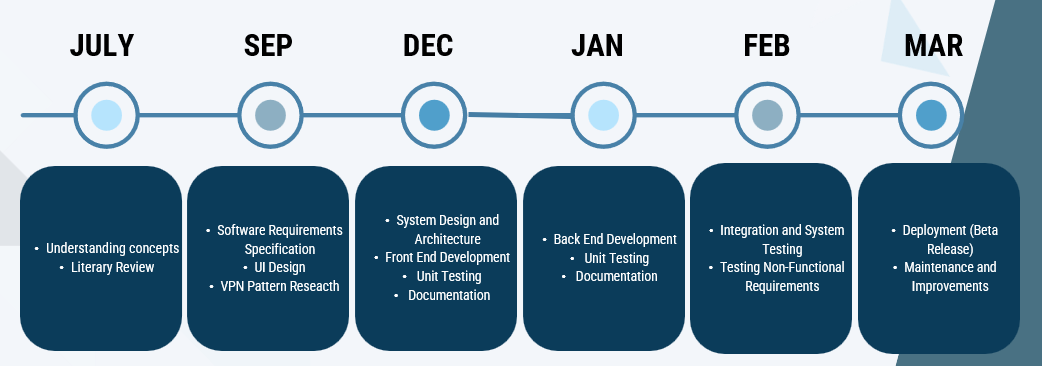 JULY
SEP
DEC
JAN
FEB
MAR
• Understanding concepts
• Literary Review
• Software Requirements
Specification
• UI Design
• VPN Pattern Reseacth
• System Design and
Architecture
• Front End Development
• Unit Testing
• Documentation
• Back End Development
• Unit Testing
• Documentation
• Integration and System
Testing
• Testing Non-Functional
Requirements
• Deployment (Beta
Release)
• Maintenance and
Improvements